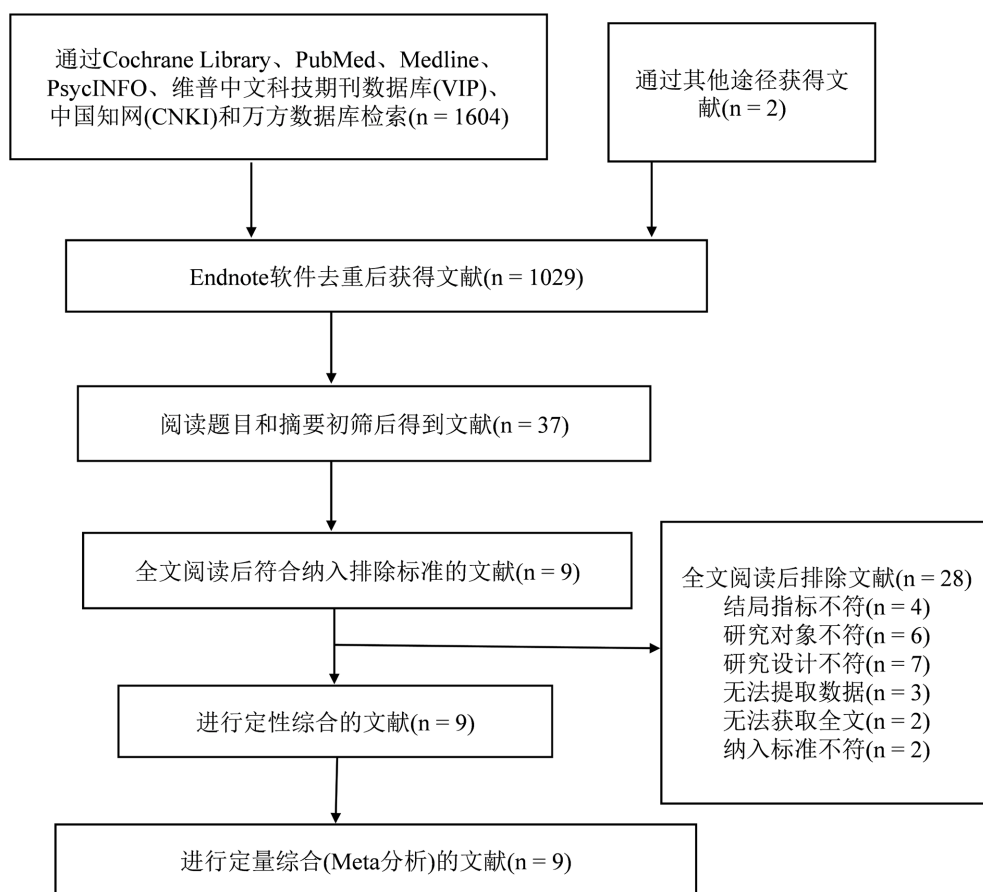 通过Cochrane Library、PubMed、Medline、
PsycINFO、维普中文科技期刊数据库(VIP)、
中国知网(CNKI)和万方数据库检索(n = 1604)
通过其他途径获得文
献(n = 2)
Endnote软件去重后获得文献(n = 1029)
阅读题目和摘要初筛后得到文献(n = 37)
全文阅读后符合纳入排除标准的文献(n = 9)
全文阅读后排除文献(n = 28)
结局指标不符(n = 4)
研究对象不符(n = 6)
研究设计不符(n = 7)
无法提取数据(n = 3)
无法获取全文(n = 2)
纳入标准不符(n = 2)
进行定性综合的文献(n = 9)
进行定量综合(Meta分析)的文献(n = 9)